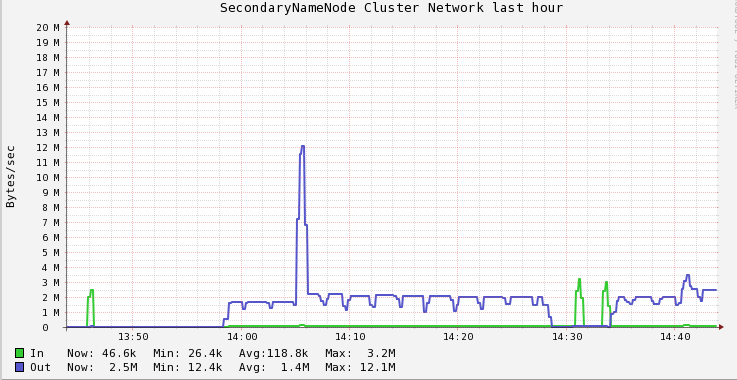 SecondaryNameNode Cluster Network last hour
20 M
19 M
18 M
17 M
16 M
15 M
14 M
13 M
12 M
11 M
10 M
9 M
8 M
7 M
6 M
5 M
4 M
3 M
2 M
1 M
0
Bytes/sec
13:50 14:00 14:10 14:20 14:30 14:40
In Now: 46.6k Min: 26.4k Avg:118.8k Max: 3.2M
Out Now: 2.5M Min: 12.4k Avg: 1.4M Max: 12.1M